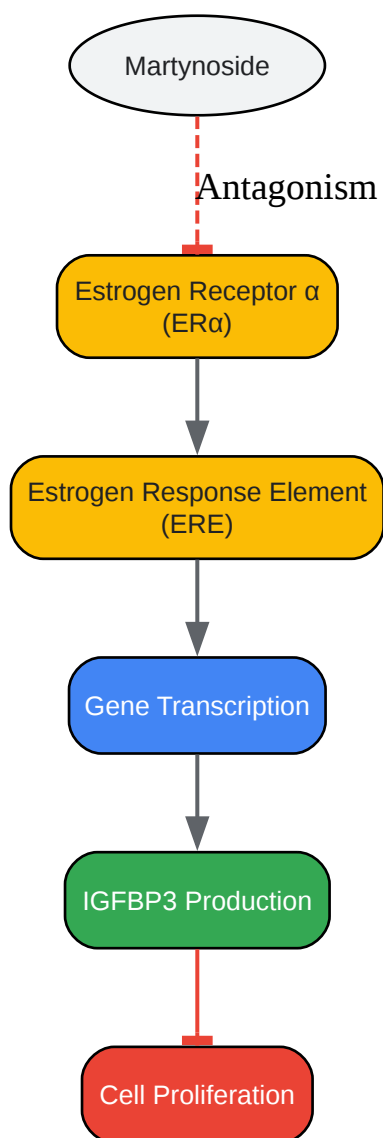 Martynoside
Antagonism
Estrogen Receptor α
(ERα)
Estrogen Response Element
(ERE)
Gene Transcription
IGFBP3 Production
Cell Proliferation